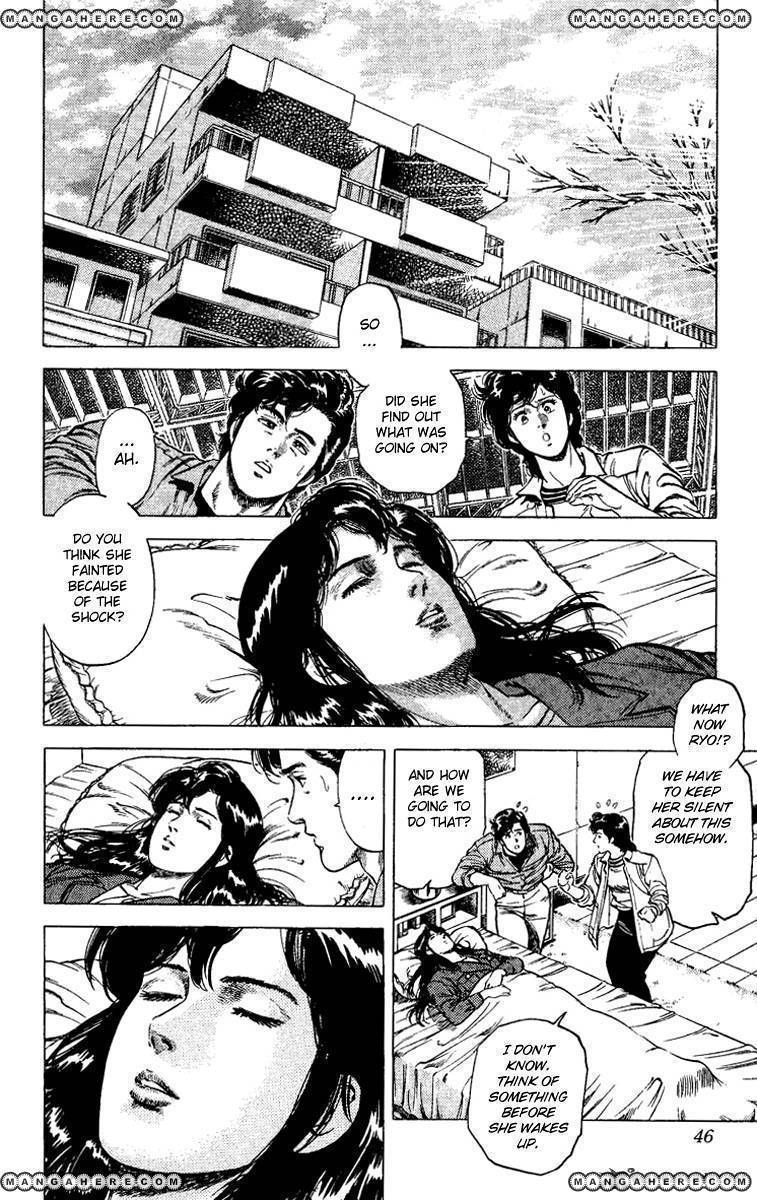 MANGAHERE.COM
MANGAHERE.COM
SO
...
DID SHE
FIND OUT
WHAT WAS
GOING ON?
...
AH.
DO YOU
THINK SHE
FAINTED
BECAUSE
OF THE
SHOCK?
WHAT
NOW
RYO!?
WE HAVE
TO KEEP
HER SILENT
ABOUT THIS
SOMEHOW.
AND HOW
ARE WE
GOING TO
DO THAT?
....
I DON'T
KNOW.
THINK OF
SOMETHING
BEFORE
SHE WAKES
UP.
46
MANGAHERE.COM
MANGAHERE.COM